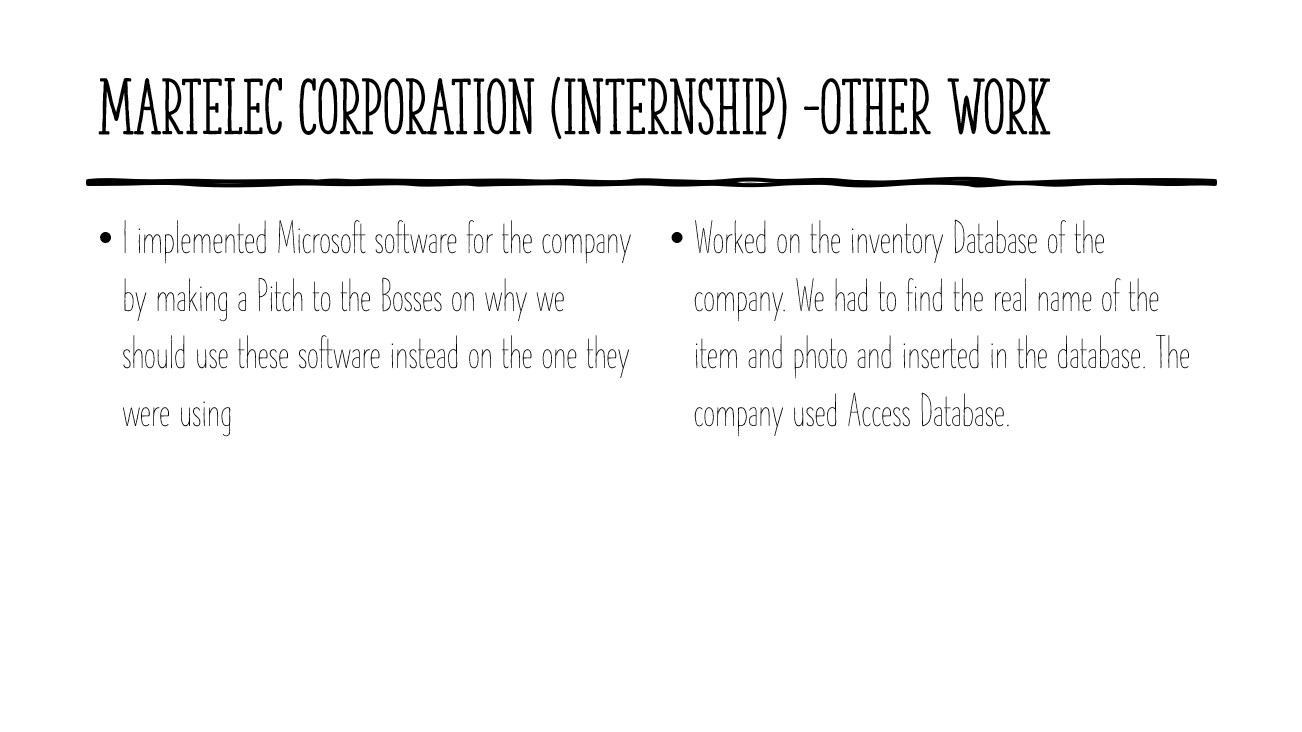 MARTELEC CORPORATION (INTERNSHIP) -OTHER WORK
• I implemented Microsoft software for the company
by making a Pitch to the Bosses on why we
should use these software instead on the one they
were using
• Worked on the inventory Database of the
company. We had to find the real name of the
item and photo and inserted in the database. The
company used Access Database.